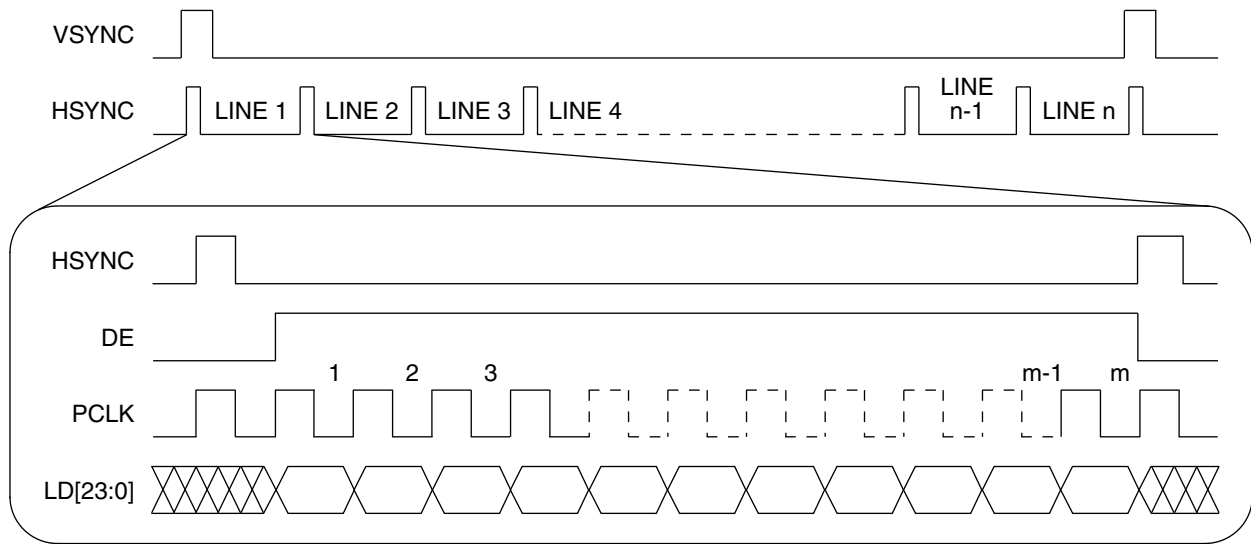 VSYNC
HSYNC LINE 1 LINE 2 LINE 3 LINE 4 LINE n-1 LINE n
HSYNC
DE
1 2 3 m-1 m
PCLK
LD[23:0]